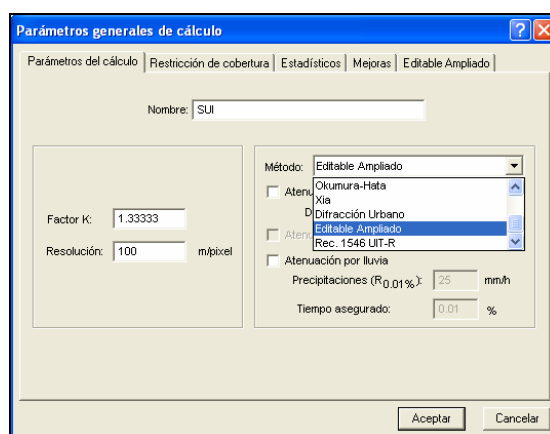 Parámetros generales de cálculo
Parámetros del cálculo Restricción de cobertura Estadísticos Mejoras Editable Ampliado
Nombre: SUI
Método: Editable Ampliado
Okumura-Hata
Xia
Difracción Urbano
Editable Ampliado
Rec. 1546 UIT-R
Factor K: 1.33333
Resolución: 100 m/pixel
Atenuación por lluvia
Precipitaciones (R0.01%): 25 mm/h
Tiempo asegurado: 0.01 %
Aceptar Cancelar